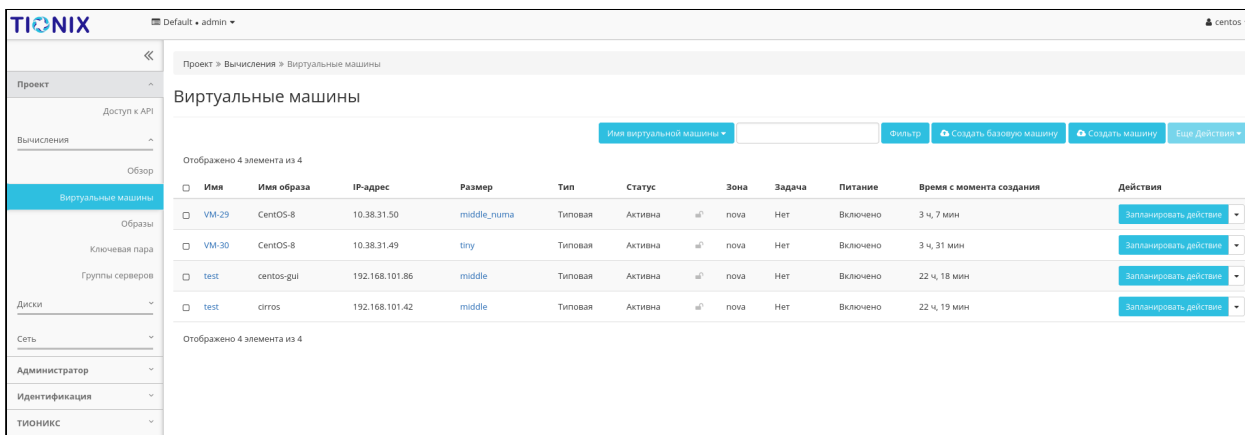 TIONIX
Default • admin
centos
Проект » Вычисления » Виртуальные машины
Проект
Доступ к API
Вычисления
Обзор
Виртуальные машины
Образы
Ключевая пара
Группы серверов
Диски
Сеть
Администратор
Идентификация
ТИОНИКС
Виртуальные машины
Имя виртуальной машины Фильтр Создать базовую машину Создать машину Еще Действия
Отображено 4 элемента из 4
Имя Имя образа IP-адрес Размер Тип Статус Зона Задача Питание Время с момента создания Действия
VM-29 CentOS-8 10.38.31.50 middle_numa Типовая Активна nova Нет Включено 3 ч, 7 мин Запланировать действие
VM-30 CentOS-8 10.38.31.49 tiny Типовая Активна nova Нет Включено 3 ч, 31 мин Запланировать действие
test centos-gui 192.168.101.86 middle Типовая Активна nova Нет Включено 22 ч, 18 мин Запланировать действие
test cirros 192.168.101.42 middle Типовая Активна nova Нет Включено 22 ч, 19 мин Запланировать действие
Отображено 4 элемента из 4